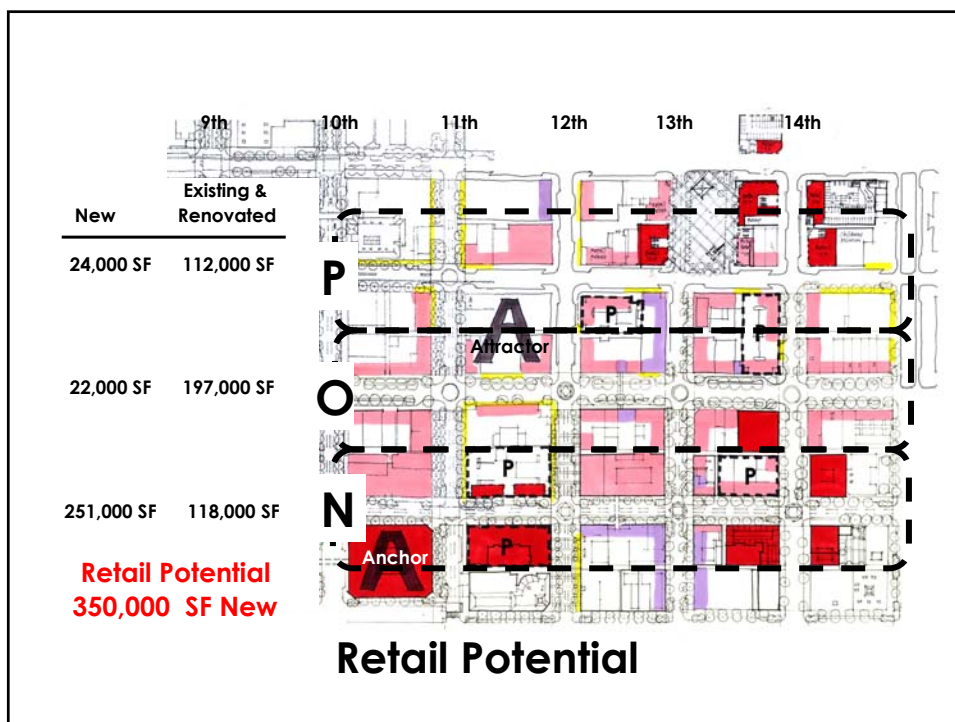 9th 10th 11th 12th 13th 14th
New
Existing &
Renovated
24,000 SF 112,000 SF
P
P
P
A
Attractor
22,000 SF 197,000 SF
O
P
P
251,000 SF 118,000 SF
N
P
A
Anchor
Retail Potential
350,000 SF New
Retail Potential